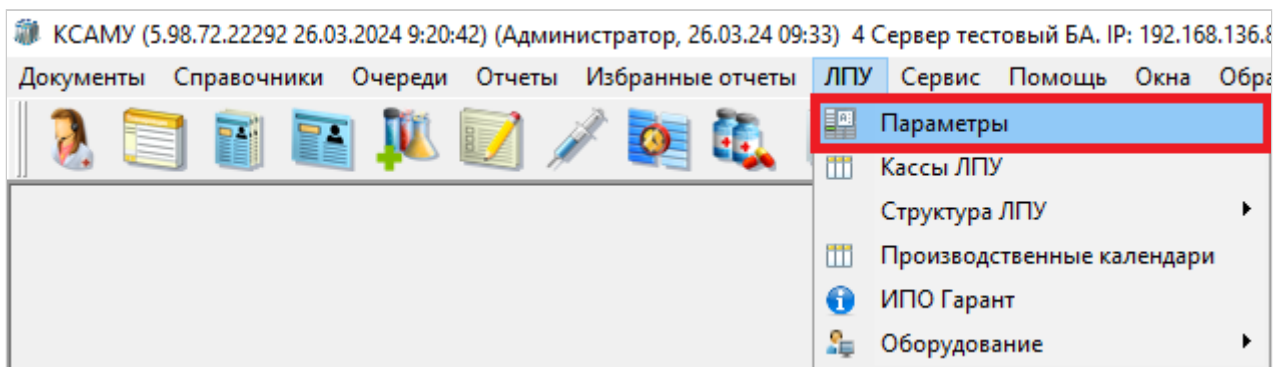 КСАМУ (5.98.72.22292 26.03.2024 9:20:42) (Администратор, 26.03.24 09:33) 4 Сервер тестовый БА. IP: 192.168.136.8
Документы Справочники Очереди Отчеты Избранные отчеты ЛПУ Сервис Помощь Окна Обра
Параметры
Кассы ЛПУ
Структура ЛПУ
Производственные календари
ИПО Гарант
Оборудование